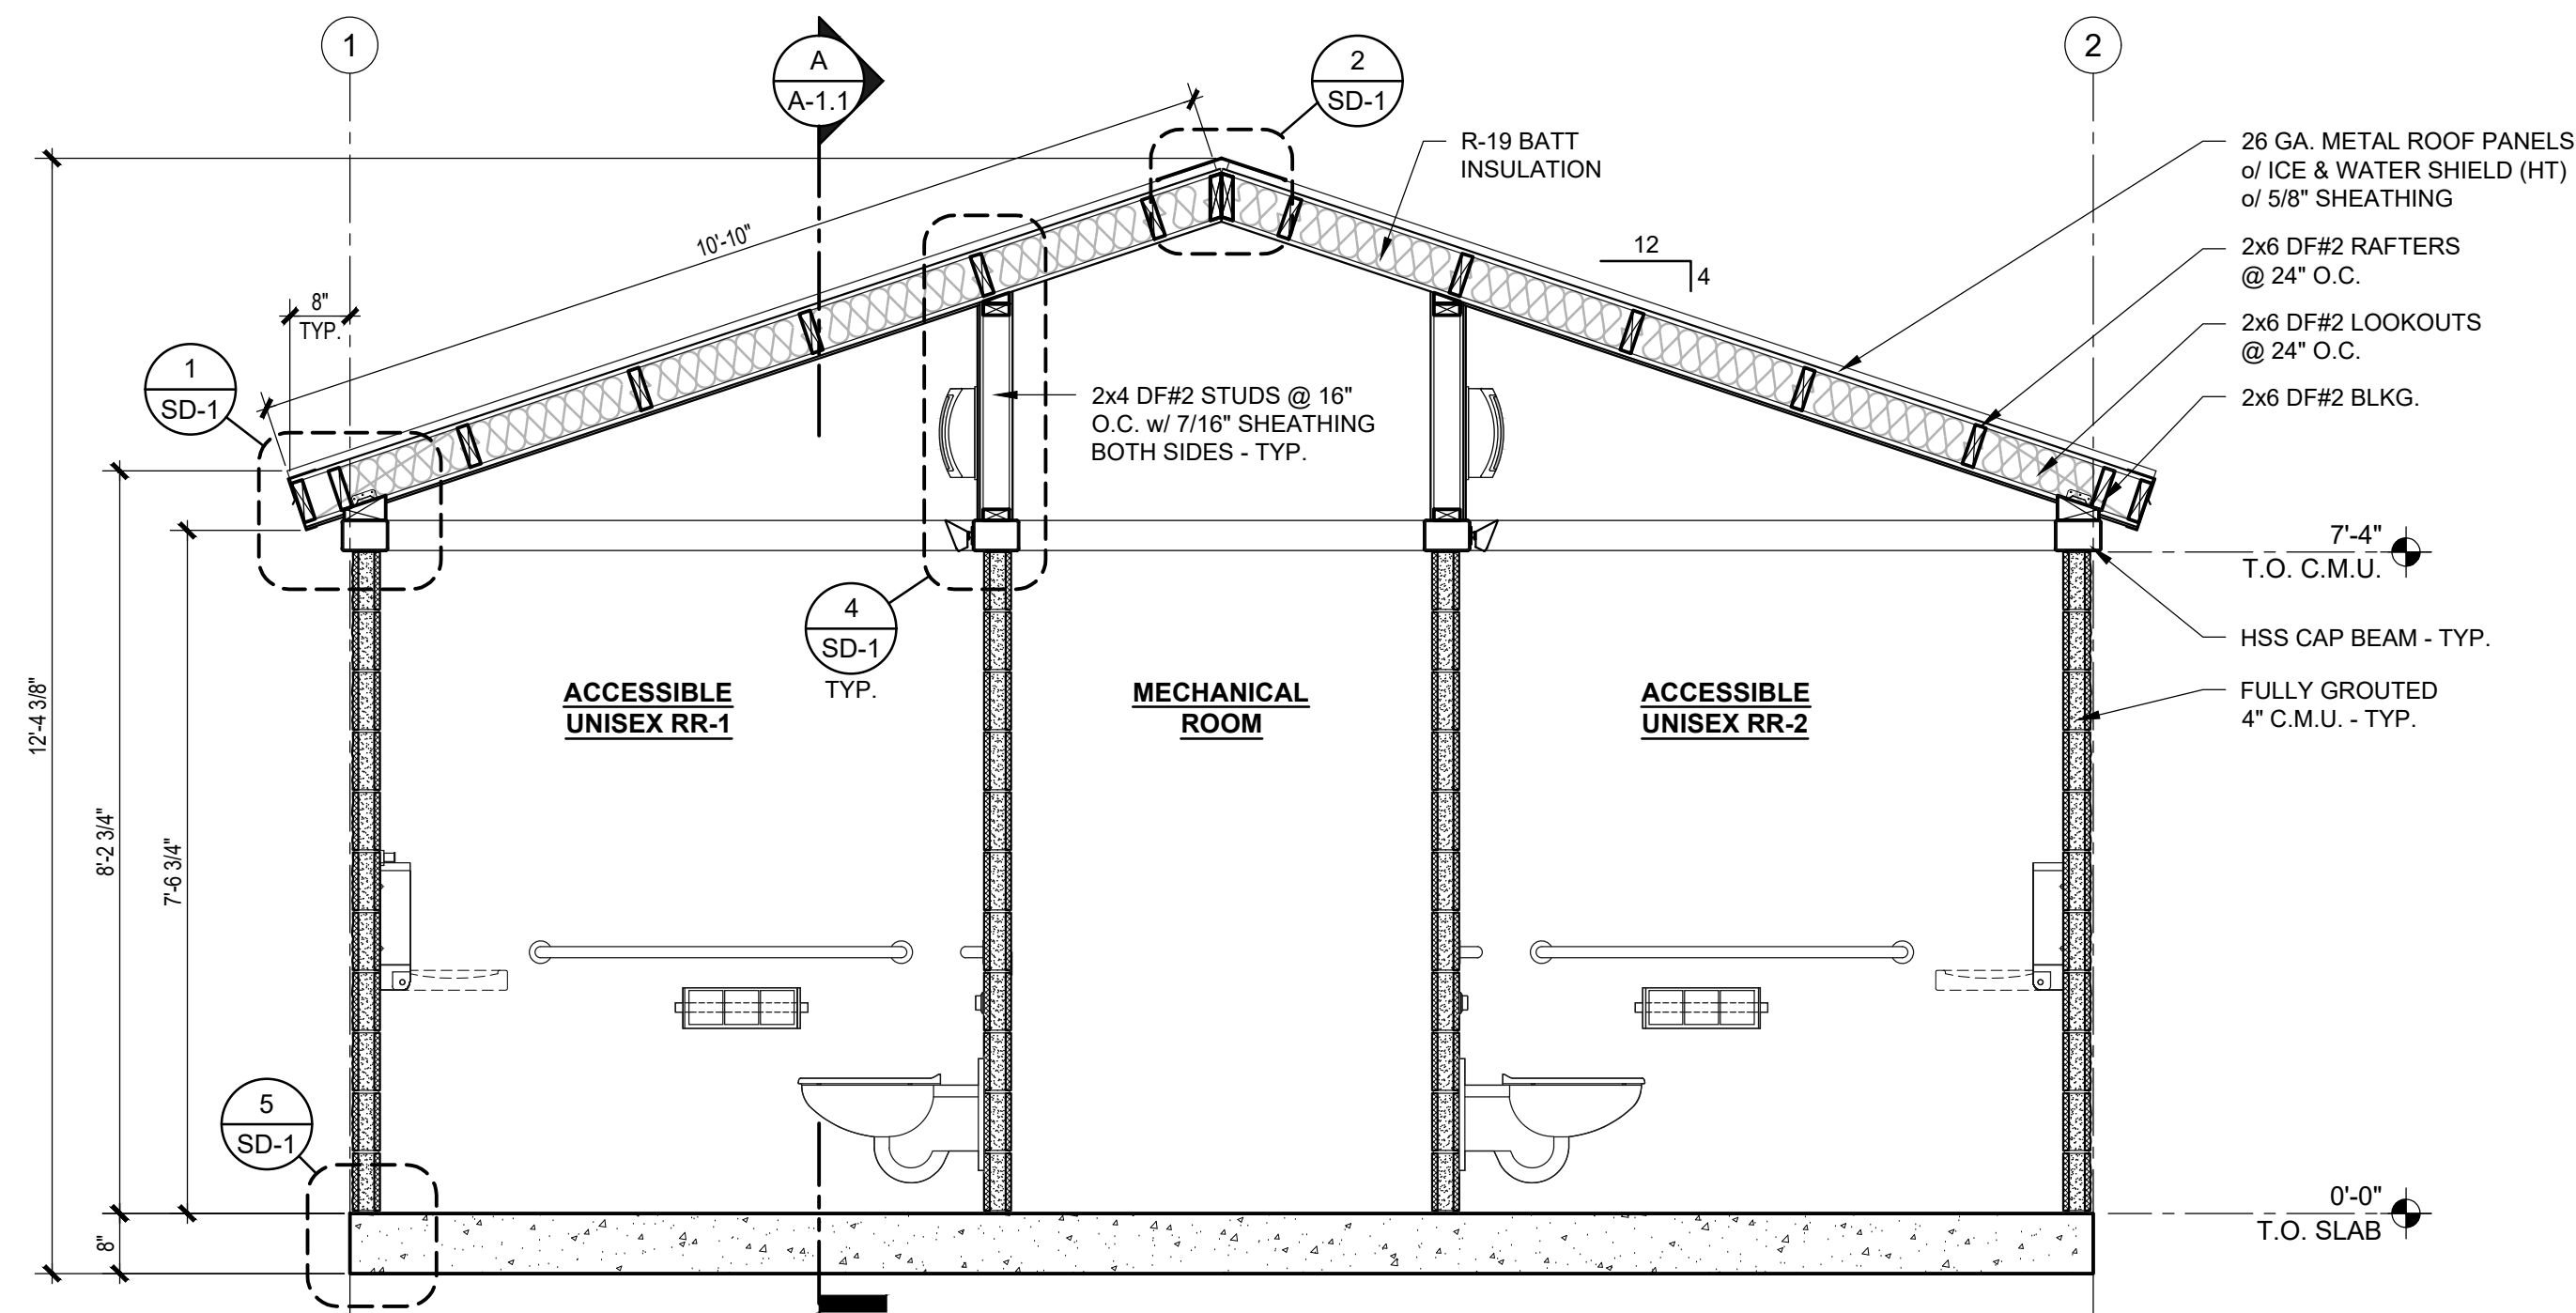 1
A
A-1.1
2
SD-1
2
R-19 BATT
INSULATION
26 GA. METAL ROOF PANELS
o/ ICE & WATER SHIELD (HT)
o/ 5/8" SHEATHING
10'-10"
12
4
2x6 DF#2 RAFTERS
@ 24" O.C.
8"
TYP.
2x6 DF#2 LOOKOUTS
@ 24" O.C.
1
SD-1
2x4 DF#2 STUDS @ 16"
O.C. w/ 7/16" SHEATHING
BOTH SIDES - TYP.
2x6 DF#2 BLKG.
7'-4"
T.O. C.M.U.
4
SD-1
TYP.
HSS CAP BEAM - TYP.
ACCESSIBLE
UNISEX RR-1
MECHANICAL
ROOM
ACCESSIBLE
UNISEX RR-2
FULLY GROUTED
4" C.M.U. - TYP.
12'-4 3/8"
8'-2 3/4"
7'-6 3/4"
5
SD-1
8"
0'-0"
T.O. SLAB